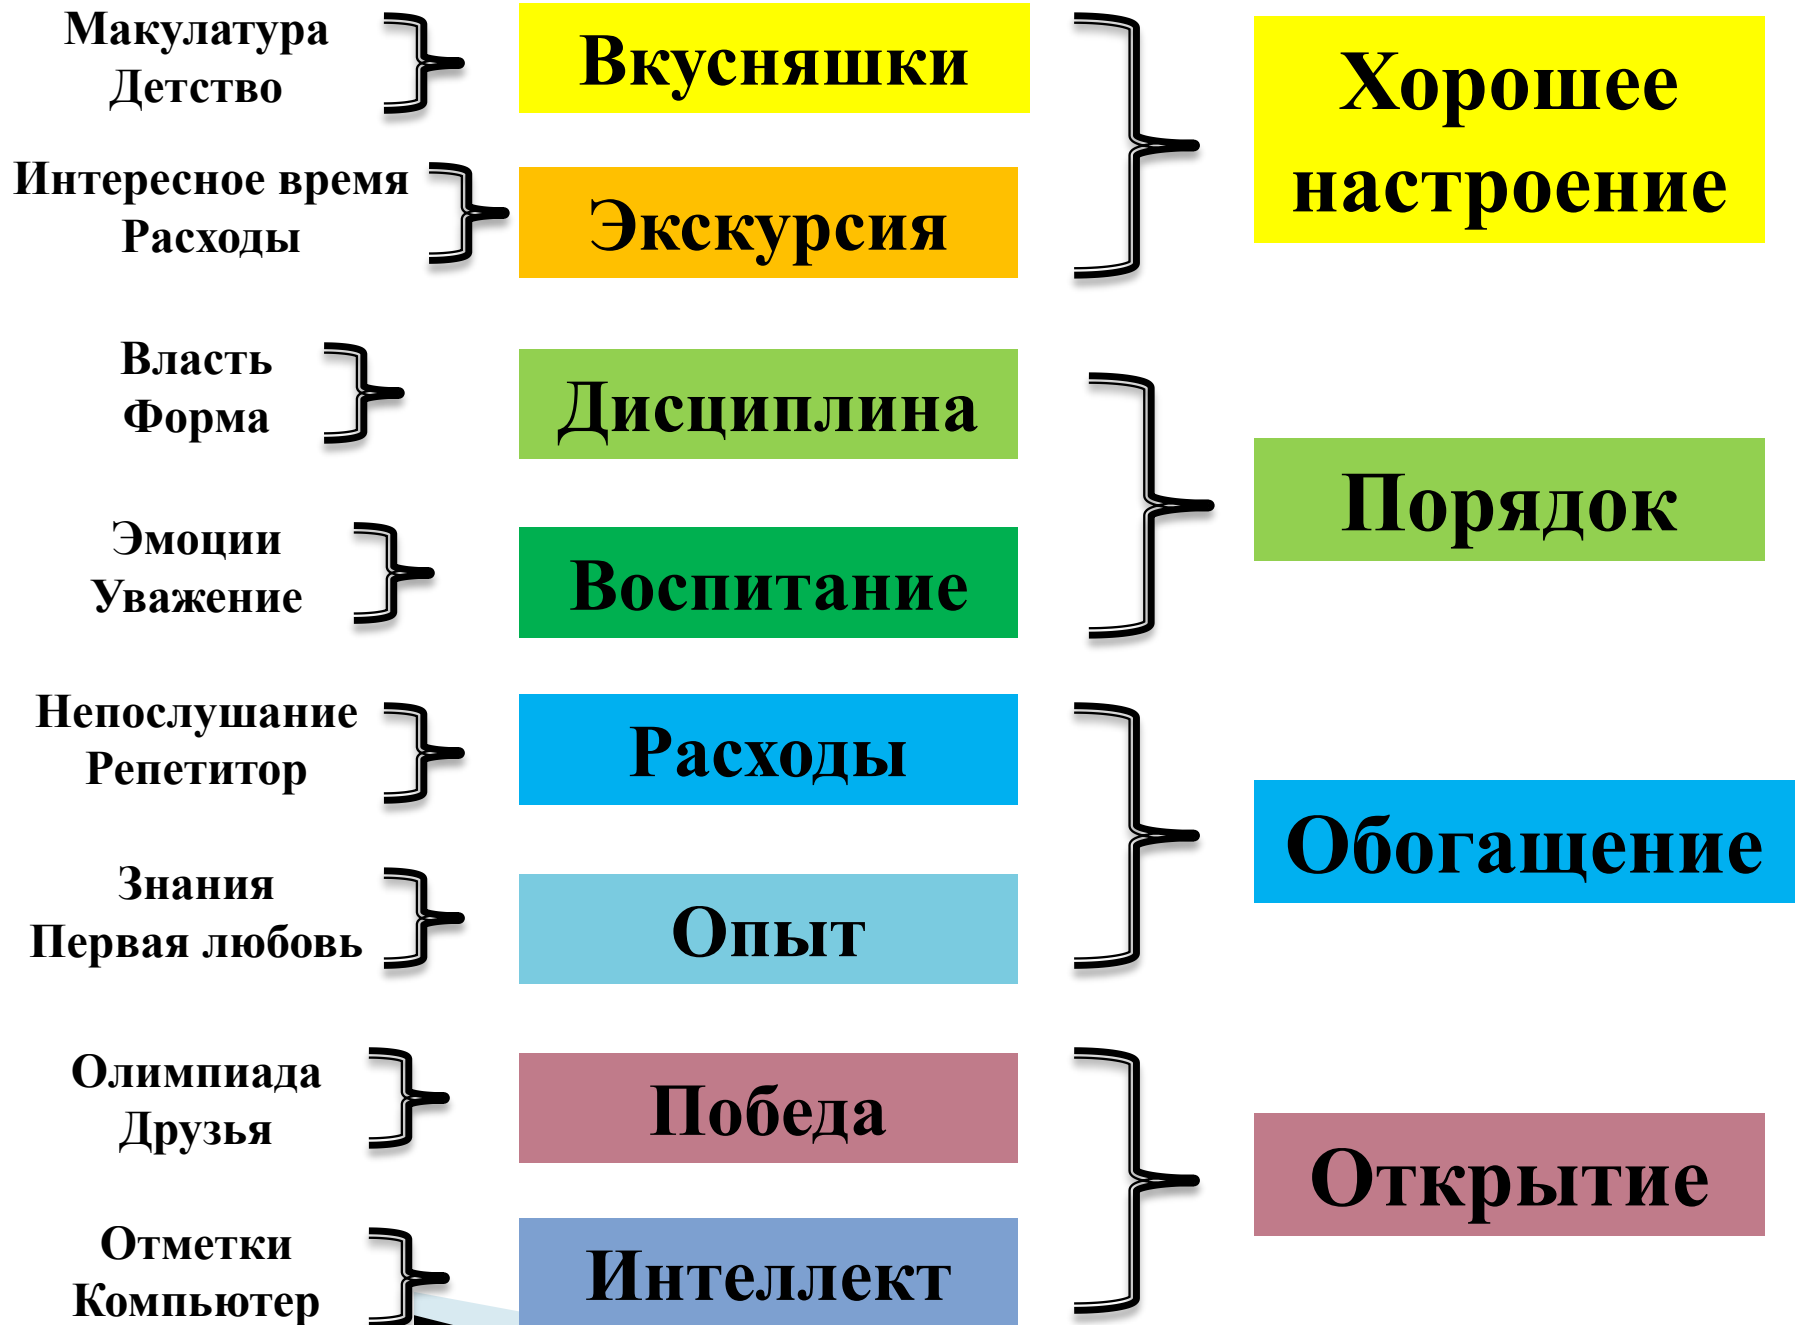 Макулатура
Детство
Вкусняшки
Интересное время
Расходы
Экскурсия
Хорошее
настроение
Власть
Форма
Дисциплина
Эмоции
Уважение
Воспитание
Порядок
Непослушание
Репетитор
Расходы
Знания
Первая любовь
Опыт
Обогащение
Олимпиада
Друзья
Победа
Отметки
Компьютер
Интеллект
Открытие